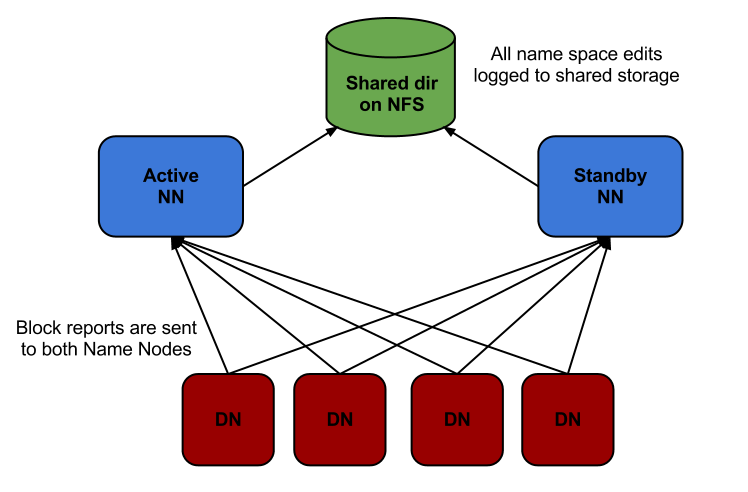 Shared dir
on NFS
All name space edits
logged to shared storage
Active
NN
Standby
NN
Block reports are sent
to both Name Nodes
DN
DN
DN
DN